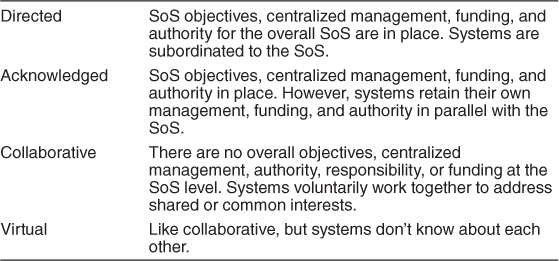 Directed SoS objectives, centralized management, funding, and
authority for the overall SoS are in place. Systems are
subordinated to the SoS.
Acknowledged SoS objectives, centralized management, funding, and
authority in place. However, systems retain their own
management, funding, and authority in parallel with the
SoS.
Collaborative There are no overall objectives, centralized
management, authority, responsibility, or funding at the
SoS level. Systems voluntarily work together to address
shared or common interests.
Virtual Like collaborative, but systems don’t know about each
other.